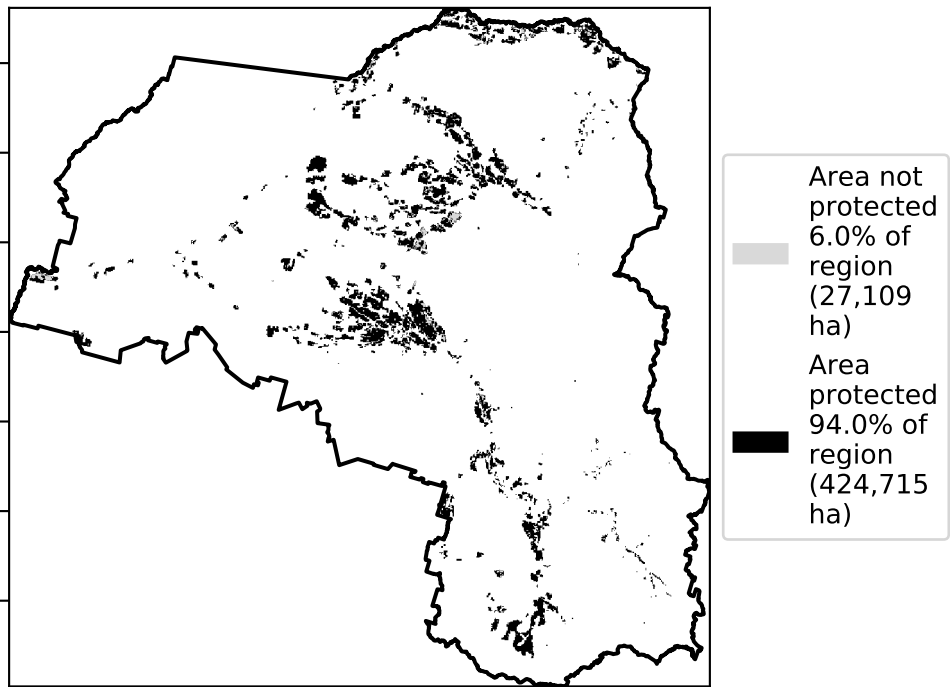 Area not
protected
6.0% of
region
(27,109
ha)
Area
protected
94.0% of
region
(424,715
ha)